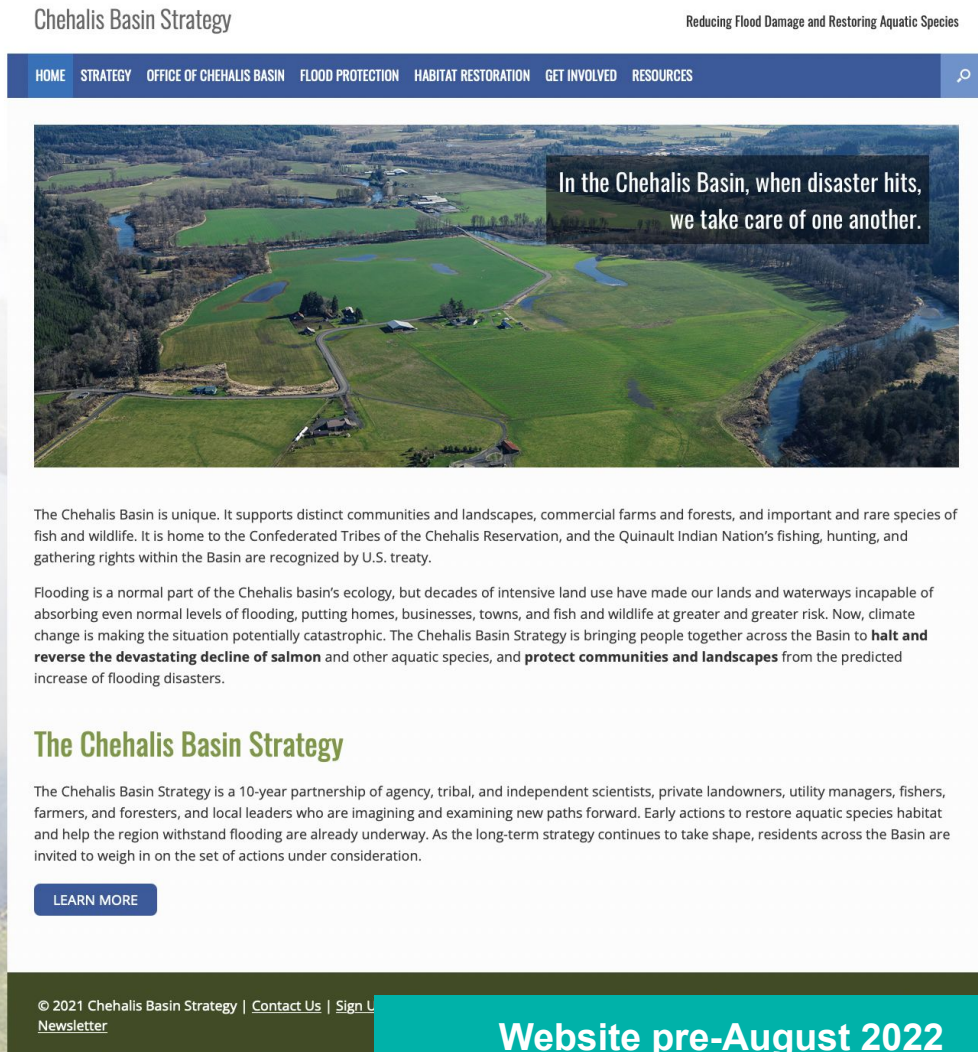 Chehalis Basin Strategy
Reducing Flood Damage and Restoring Aquatic Species
HOME STRATEGY OFFICE OF CHEHALIS BASIN FLOOD PROTECTION HABITAT RESTORATION GET INVOLVED RESOURCES
In the Chehalis Basin, when disaster hits,
we take care of one another.
The Chehalis Basin is unique. It supports distinct communities and landscapes, commercial farms and forests, and important and rare species of
fish and wildlife. It is home to the Confederated Tribes of the Chehalis Reservation, and the Quinault Indian Nation's fishing, hunting, and
gathering rights within the Basin are recognized by U.S. treaty.
Flooding is a normal part of the Chehalis basin's ecology, but decades of intensive land use have made our lands and waterways incapable of
absorbing even normal levels of flooding, putting homes, businesses, towns, and fish and wildlife at greater and greater risk. Now, climate
change is making the situation potentially catastrophic. The Chehalis Basin Strategy is bringing people together across the Basin to halt and
reverse the devastating decline of salmon and other aquatic species, and protect communities and landscapes from the predicted
increase of flooding disasters.
The Chehalis Basin Strategy
The Chehalis Basin Strategy is a 10-year partnership of agency, tribal, and independent scientists, private landowners, utility managers, fishers,
farmers, and foresters, and local leaders who are imagining and examining new paths forward. Early actions to restore aquatic species habitat
and help the region withstand flooding are already underway. As the long-term strategy continues to take shape, residents across the Basin are
invited to weigh in on the set of actions under consideration.
LEARN MORE
© 2021 Chehalis Basin Strategy | Contact Us | Sign
Newsletter
Website pre-August 2022